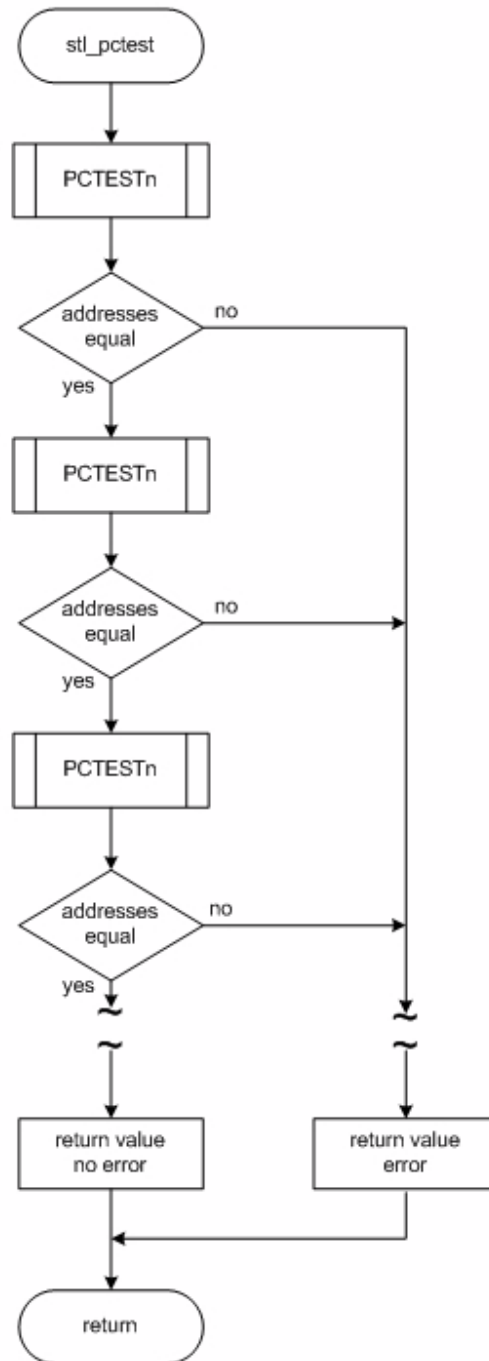 stl_pctest
PCTESTn
addresses
equal
no
yes
PCTESTn
addresses
equal
no
yes
PCTESTn
addresses
equal
no
yes
return value
no error
return value
error
return